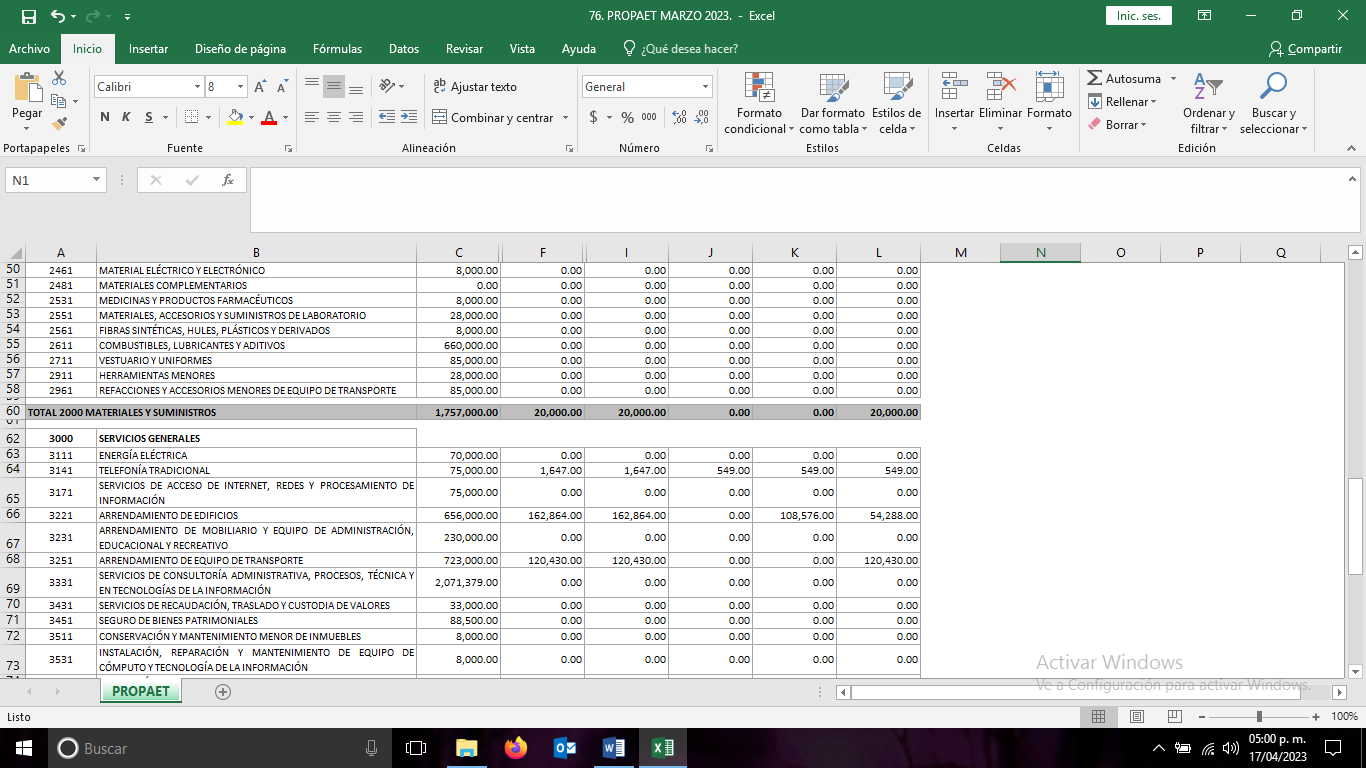 76. PROPAET MARZO 2023. - Excel
Inic. ses.
Archivo Inicio Insertar Diseño de página Fórmulas Datos Revisar Vista Ayuda ¿Qué desea hacer? Compartir
Pegar
Calibri 8
N K S
Ajustar texto
Combinar y centrar
General
$ % 000
Formato condicional
Dar formato como tabla
Estilos de celda
Insertar Eliminar Formato
Autosuma
Rellenar
Borrar
Ordenar y filtrar
Buscar y seleccionar
Portapapeles Fuente Alineación Número Estilos Celdas Edición
N1 fx
A B C F I J K L M N O P Q
50 2461 MATERIAL ELÉCTRICO Y ELECTRÓNICO 8,000.00 0.00 0.00 0.00 0.00 0.00
51 2481 MATERIALES COMPLEMENTARIOS 0.00 0.00 0.00 0.00 0.00 0.00
52 2531 MEDICINAS Y PRODUCTOS FARMACÉUTICOS 8,000.00 0.00 0.00 0.00 0.00 0.00
53 2551 MATERIALES, ACCESORIOS Y SUMINISTROS DE LABORATORIO 28,000.00 0.00 0.00 0.00 0.00 0.00
54 2561 FIBRAS SINTÉTICAS, HULES, PLÁSTICOS Y DERIVADOS 8,000.00 0.00 0.00 0.00 0.00 0.00
55 2611 COMBUSTIBLES, LUBRICANTES Y ADITIVOS 660,000.00 0.00 0.00 0.00 0.00 0.00
56 2711 VESTUARIO Y UNIFORMES 85,000.00 0.00 0.00 0.00 0.00 0.00
57 2911 HERRAMIENTAS MENORES 28,000.00 0.00 0.00 0.00 0.00 0.00
58 2961 REFACCIONES Y ACCESORIOS MENORES DE EQUIPO DE TRANSPORTE 85,000.00 0.00 0.00 0.00 0.00 0.00
60 TOTAL 2000 MATERIALES Y SUMINISTROS 1,757,000.00 20,000.00 20,000.00 0.00 0.00 20,000.00
62 3000 SERVICIOS GENERALES
63 3111 ENERGÍA ELÉCTRICA 70,000.00 0.00 0.00 0.00 0.00 0.00
64 3141 TELEFONÍA TRADICIONAL 75,000.00 1,647.00 1,647.00 549.00 549.00 549.00
65 3171 SERVICIOS DE ACCESO DE INTERNET, REDES Y PROCESAMIENTO DE
INFORMACIÓN 75,000.00 0.00 0.00 0.00 0.00 0.00
66 3221 ARRENDAMIENTO DE EDIFICIOS 656,000.00 162,864.00 162,864.00 0.00 108,576.00 54,288.00
67 3231 ARRENDAMIENTO DE MOBILIARIO Y EQUIPO DE ADMINISTRACIÓN,
EDUCACIONAL Y RECREATIVO 230,000.00 0.00 0.00 0.00 0.00 0.00
68 3251 ARRENDAMIENTO DE EQUIPO DE TRANSPORTE 723,000.00 120,430.00 120,430.00 0.00 0.00 120,430.00
69 3331 SERVICIOS DE CONSULTORÍA ADMINISTRATIVA, PROCESOS, TÉCNICA Y
EN TECNOLOGÍAS DE LA INFORMACIÓN 2,071,379.00 0.00 0.00 0.00 0.00 0.00
70 3431 SERVICIOS DE RECAUDACIÓN, TRASLADO Y CUSTODIA DE VALORES 33,000.00 0.00 0.00 0.00 0.00 0.00
71 3451 SEGURO DE BIENES PATRIMONIALES 88,500.00 0.00 0.00 0.00 0.00 0.00
72 3511 CONSERVACIÓN Y MANTENIMIENTO MENOR DE INMUEBLES 8,000.00 0.00 0.00 0.00 0.00 0.00
73 3531 INSTALACIÓN, REPARACIÓN Y MANTENIMIENTO DE EQUIPO DE
CÓMPUTO Y TECNOLOGÍA DE LA INFORMACIÓN 8,000.00 0.00 0.00 0.00 0.00 0.00
Activar Windows
Ve a Configuración para activar Windows.
PROPAET
Listo 100%
Buscar
05:00 p. m.
17/04/2023